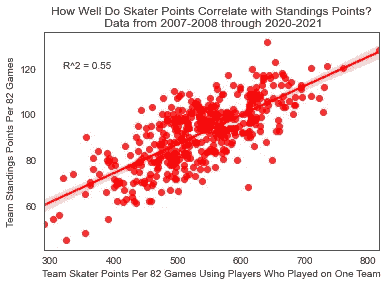 How Well Do Skater Points Correlate with Standings Points?
Data from 2007-2008 through 2020-2021
R^2 = 0.55
Team Standings Points Per 82 Games
120
100
80
60
300 400 500 600 700 800
Team Skater Points Per 82 Games Using Players Who Played on One Team